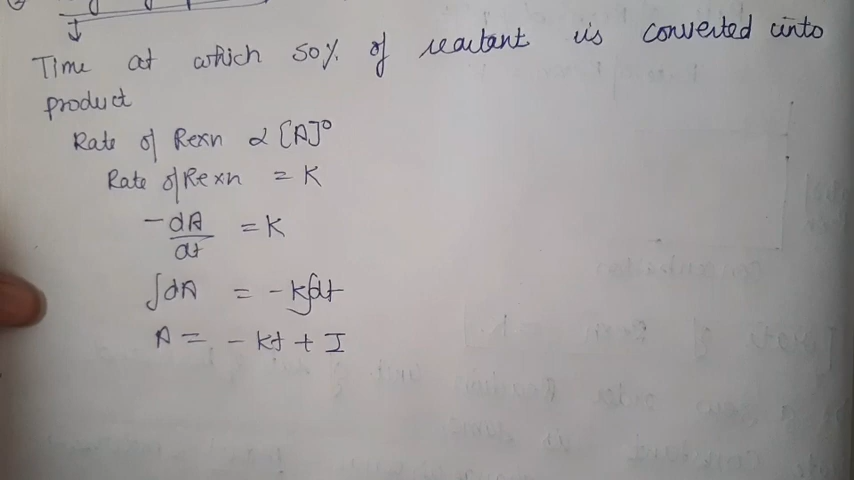 Time at which 50% of reactant is converted into
product
Rate of Rexn α [A]⁰
Rate of Rexn = K
-dA/dt = K
∫dA = -k∫dt
A = -kt + I